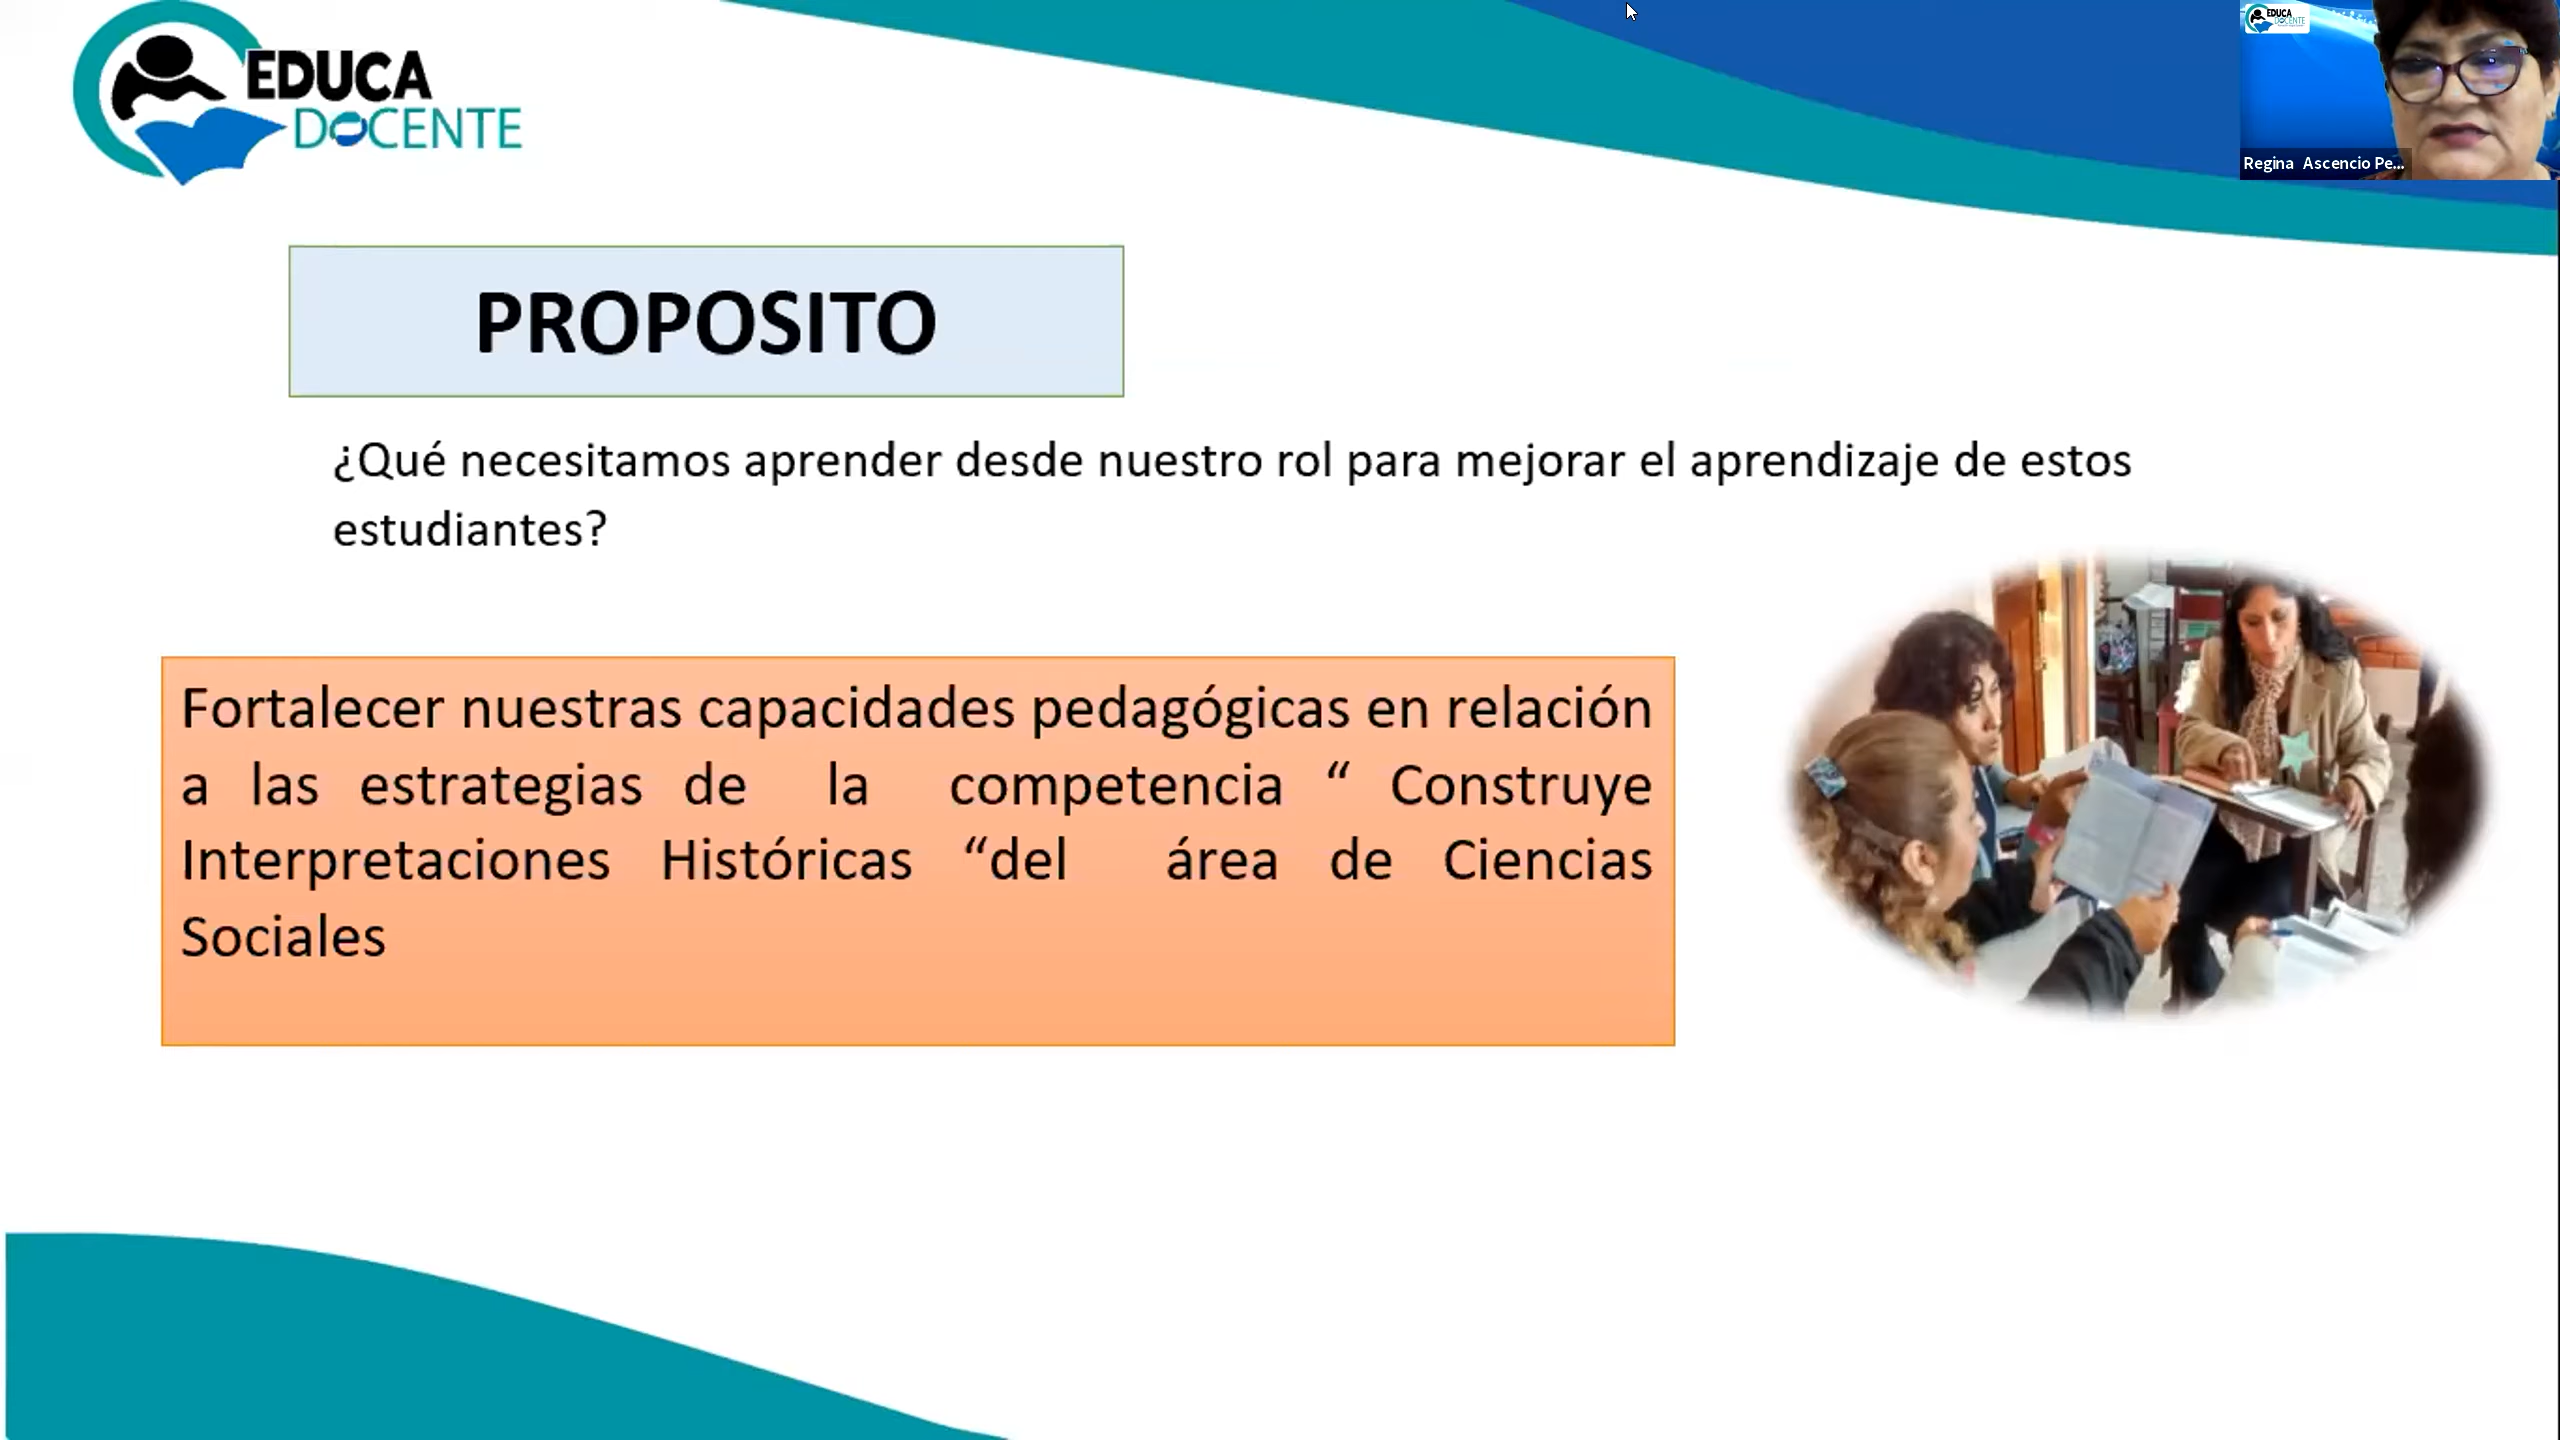 EDUCA
DOCENTE
EDUCA
DOCENTE
Regina Ascencio Pe...
PROPOSITO
¿Qué necesitamos aprender desde nuestro rol para mejorar el aprendizaje de estos
estudiantes?
Fortalecer nuestras capacidades pedagógicas en relación
a las estrategias de la competencia “ Construye
Interpretaciones Históricas “del área de Ciencias
Sociales